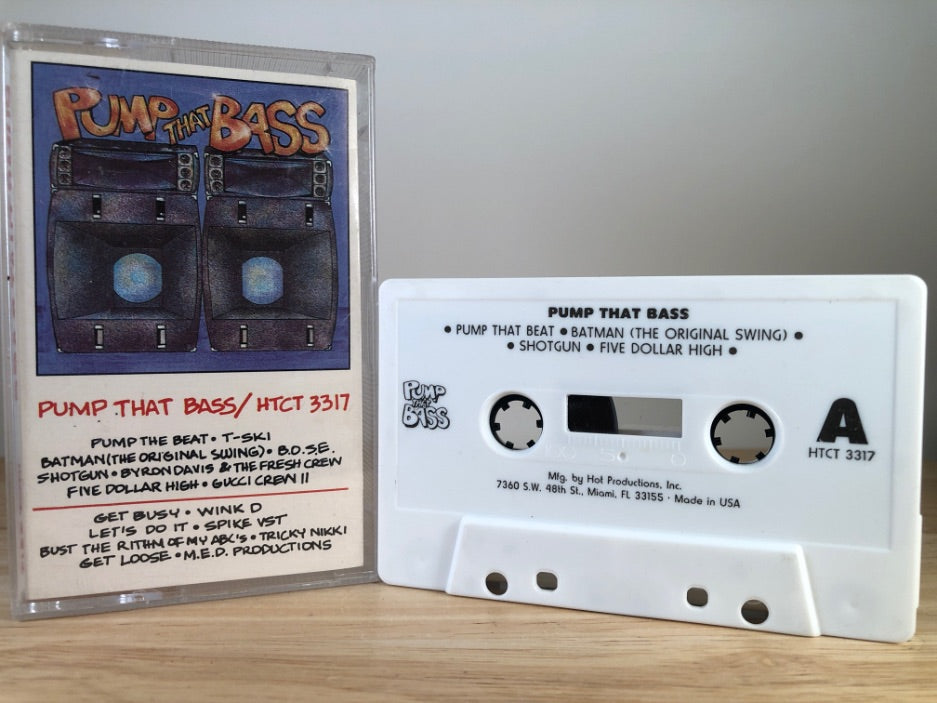 PUMP THAT BASS
PUMP THAT BASS/HTCT 3317
PUMP THE BEAT • T-SKI
BATMAN (THE ORIGINAL SWING) • B.O.S.E.
SHOTGUN • BYRON DAVIS & THE FRESH CREW
FIVE DOLLAR HIGH • GUCCI CREW II
GET BUSY • WINK D
LET'S DO IT • SPIKE VST
BUST THE RITHM OF MY ABC'S • TRICKY NIKKI
GET LOOSE • M.E.D. PRODUCTIONS
PUMP THAT BASS
• PUMP THAT BEAT • BATMAN (THE ORIGINAL SWING) •
• SHOTGUN • FIVE DOLLAR HIGH •
PUMP THAT BASS
A
HTCT 3317
100 50 0
Mfg. by Hot Productions, Inc.
7360 S.W. 48th St., Miami, FL 33155 · Made in USA